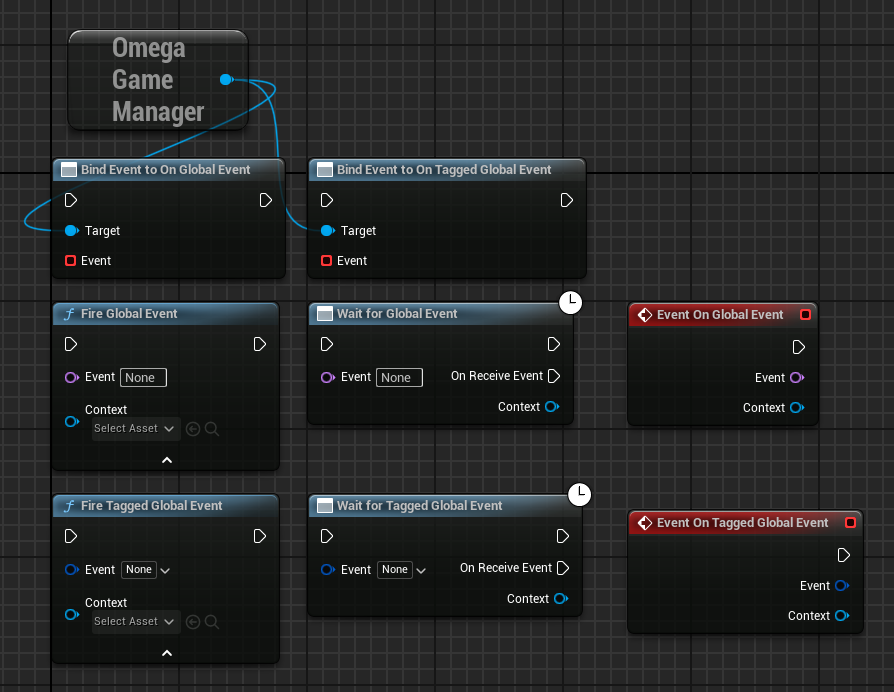 Omega
Game
Manager
Bind Event to On Global Event
Target
Event
Bind Event to On Tagged Global Event
Target
Event
Fire Global Event
Event None
Context
Select Asset
Wait for Global Event
Event None
On Receive Event
Context
Event On Global Event
Event
Context
Fire Tagged Global Event
Event None
Context
Select Asset
Wait for Tagged Global Event
Event None
On Receive Event
Context
Event On Tagged Global Event
Event
Context